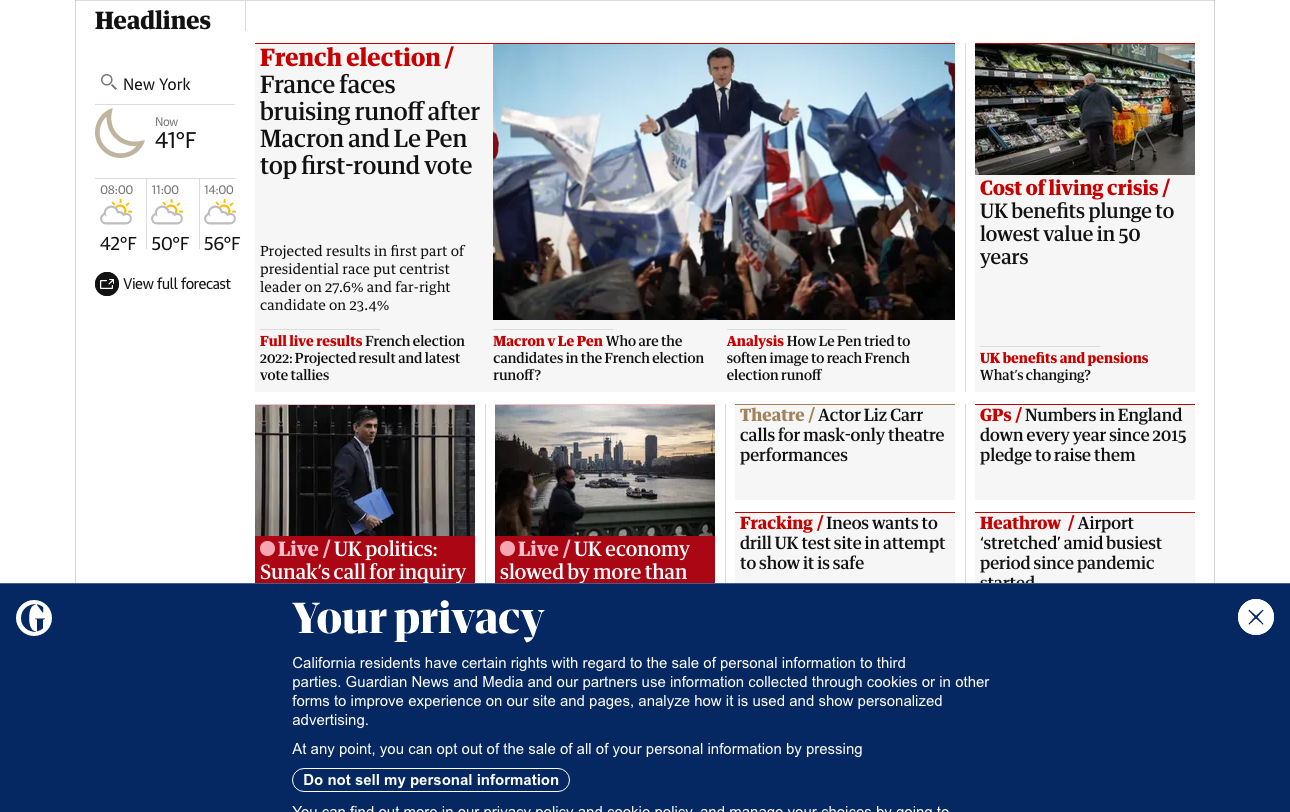 Headlines
New York
Now
41°F
08:00
11:00
14:00
42°F
50°F
56°F
View full forecast
French election /
France faces
bruising runoff after
Macron and Le Pen
top first-round vote
Projected results in first part of
presidential race put centrist
leader on 27.6% and far-right
candidate on 23.4%
Full live results French election
2022: Projected result and latest
vote tallies
Macron v Le Pen Who are the
candidates in the French election
runoff?
Analysis How Le Pen tried to
soften image to reach French
election runoff
Cost of living crisis /
UK benefits plunge to
lowest value in 50
years
UK benefits and pensions
What's changing?
Live / UK politics:
Sunak's call for inquiry
Live / UK economy
slowed by more than
Theatre / Actor Liz Carr
calls for mask-only theatre
performances
Fracking / Ineos wants to
drill UK test site in attempt
to show it is safe
GPs / Numbers in England
down every year since 2015
pledge to raise them
Heathrow / Airport
‘stretched’ amid busiest
period since pandemic
started
Your privacy
California residents have certain rights with regard to the sale of personal information to third
parties. Guardian News and Media and our partners use information collected through cookies or in other
forms to improve experience on our site and pages, analyze how it is used and show personalized
advertising.
At any point, you can opt out of the sale of all of your personal information by pressing
Do not sell my personal information
You can find out more in our privacy policy and cookie policy, and manage your choices by going to